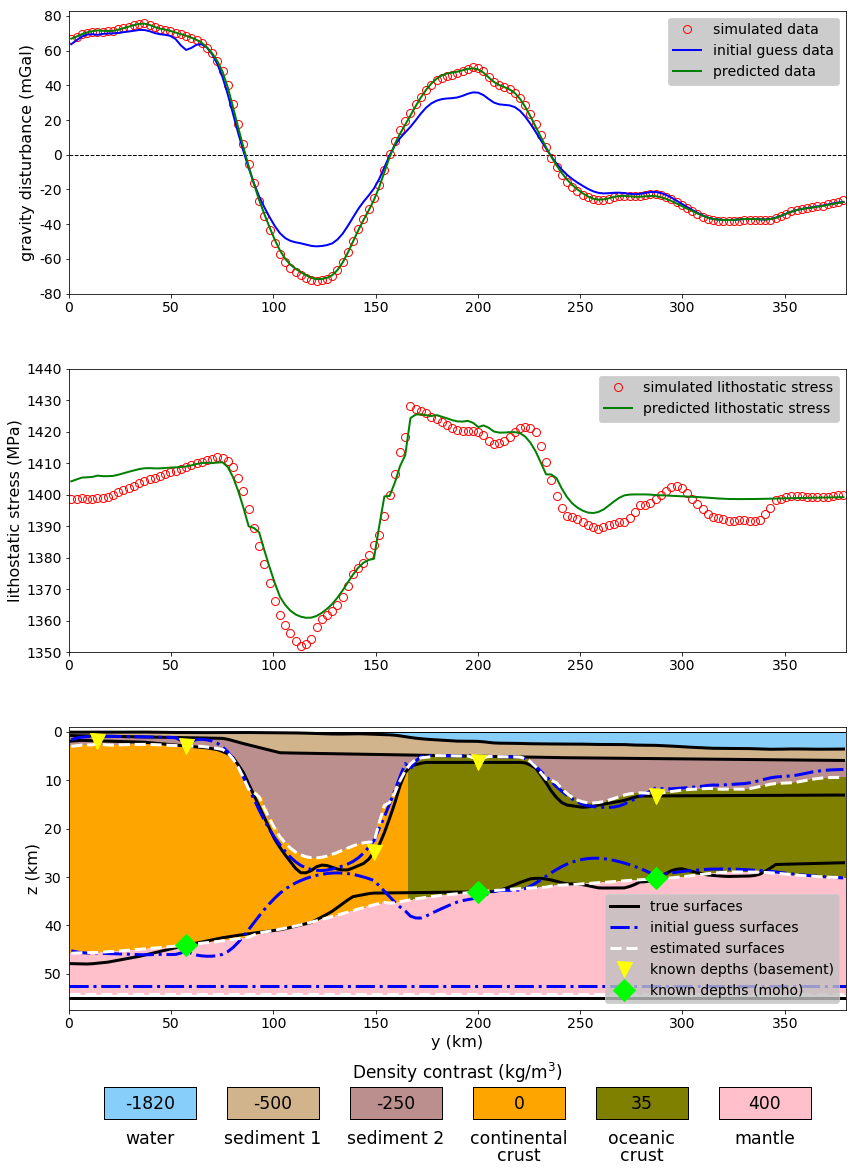 80
60
40
20
0
-20
-40
-60
-80
gravity disturbance (mGal)
simulated data
initial guess data
predicted data
0 50 100 150 200 250 300 350
1440
1430
1420
1410
1400
1390
1380
1370
1360
1350
lithostatic stress (MPa)
simulated lithostatic stress
predicted lithostatic stress
0 50 100 150 200 250 300 350
0
10
20
30
40
50
z (km)
true surfaces
initial guess surfaces
estimated surfaces
known depths (basement)
known depths (moho)
0 50 100 150 200 250 300 350
y (km)
Density contrast (kg/m³)
-1820 -500 -250 0 35 400
water sediment 1 sediment 2 continental oceanic mantle
crust crust